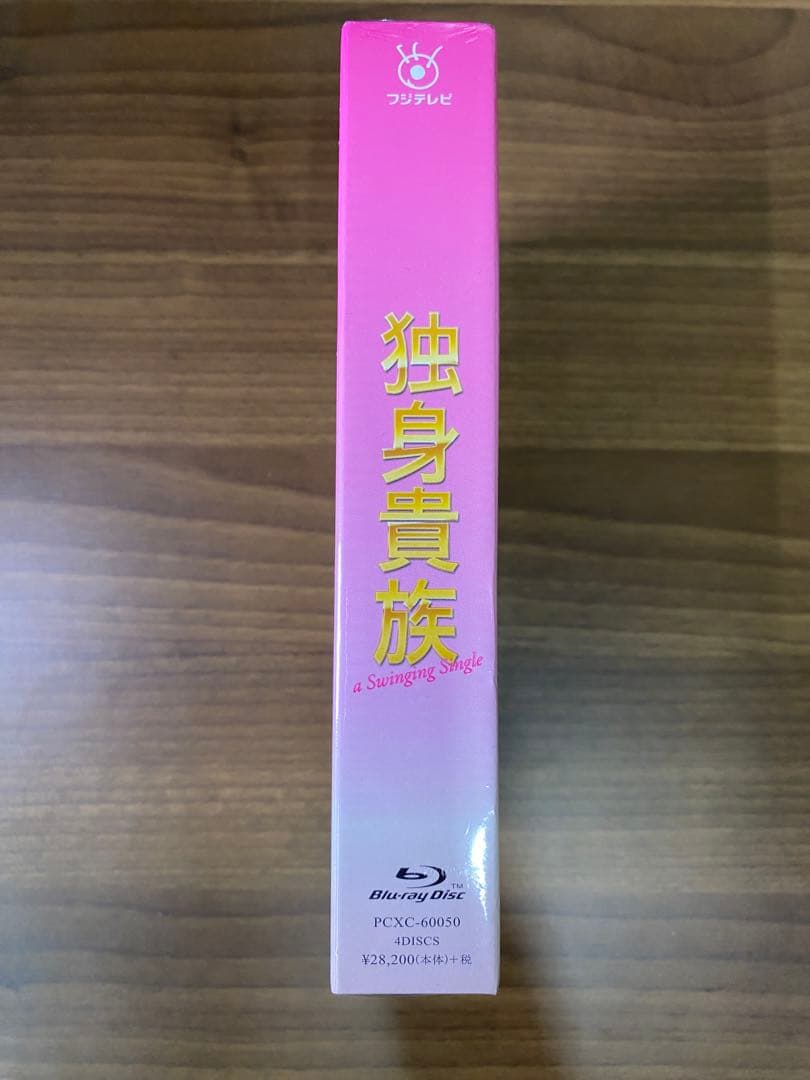 フジテレビ
独身貴族
a Swinging Single
Blu-ray Disc™
PCXC-60050
4DISCS
¥28,200(本体)+税